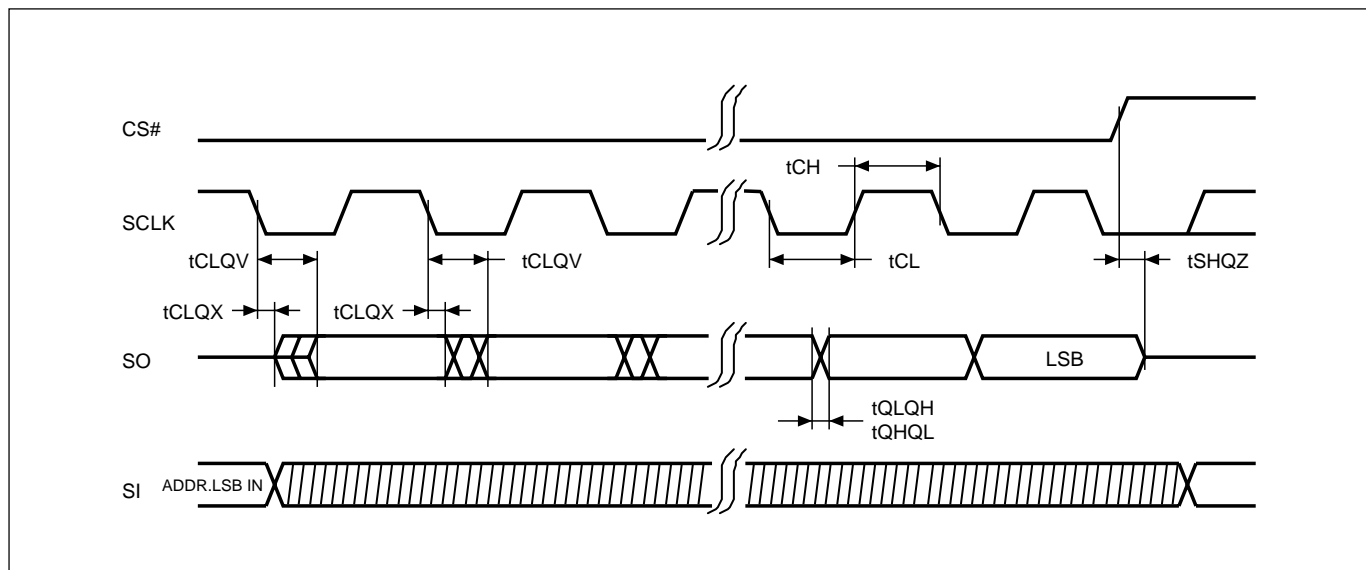 CS#
tCH
SCLK
tCLQV
tCLQV
tCL
tSHQZ
tCLQX
tCLQX
SO
LSB
tQLQH
tQHQL
SI
ADDR.LSB IN